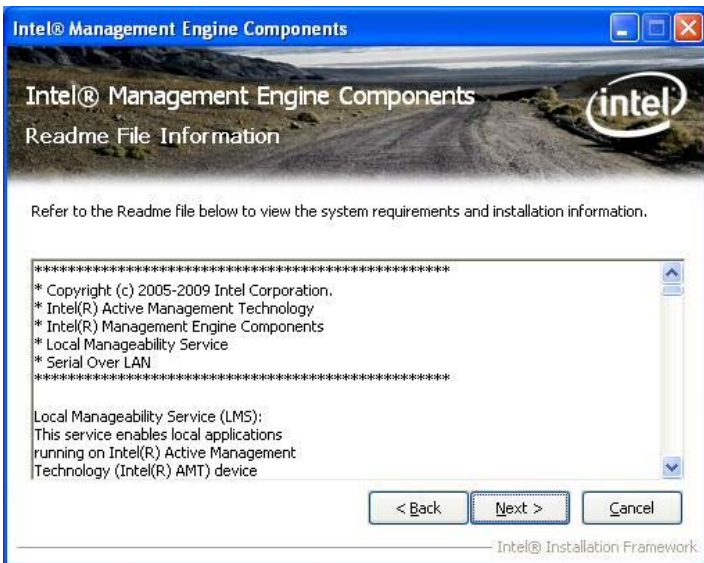 Intel® Management Engine Components
Intel® Management Engine Components
intel
Readme File Information
Refer to the Readme file below to view the system requirements and installation information.
******************************************************
* Copyright (c) 2005-2009 Intel Corporation.
* Intel(R) Active Management Technology
* Intel(R) Management Engine Components
* Local Manageability Service
* Serial Over LAN
******************************************************
Local Manageability Service (LMS):
This service enables local applications
running on Intel(R) Active Management
Technology (Intel(R) AMT) device
< Back
Next >
Cancel
Intel® Installation Framework